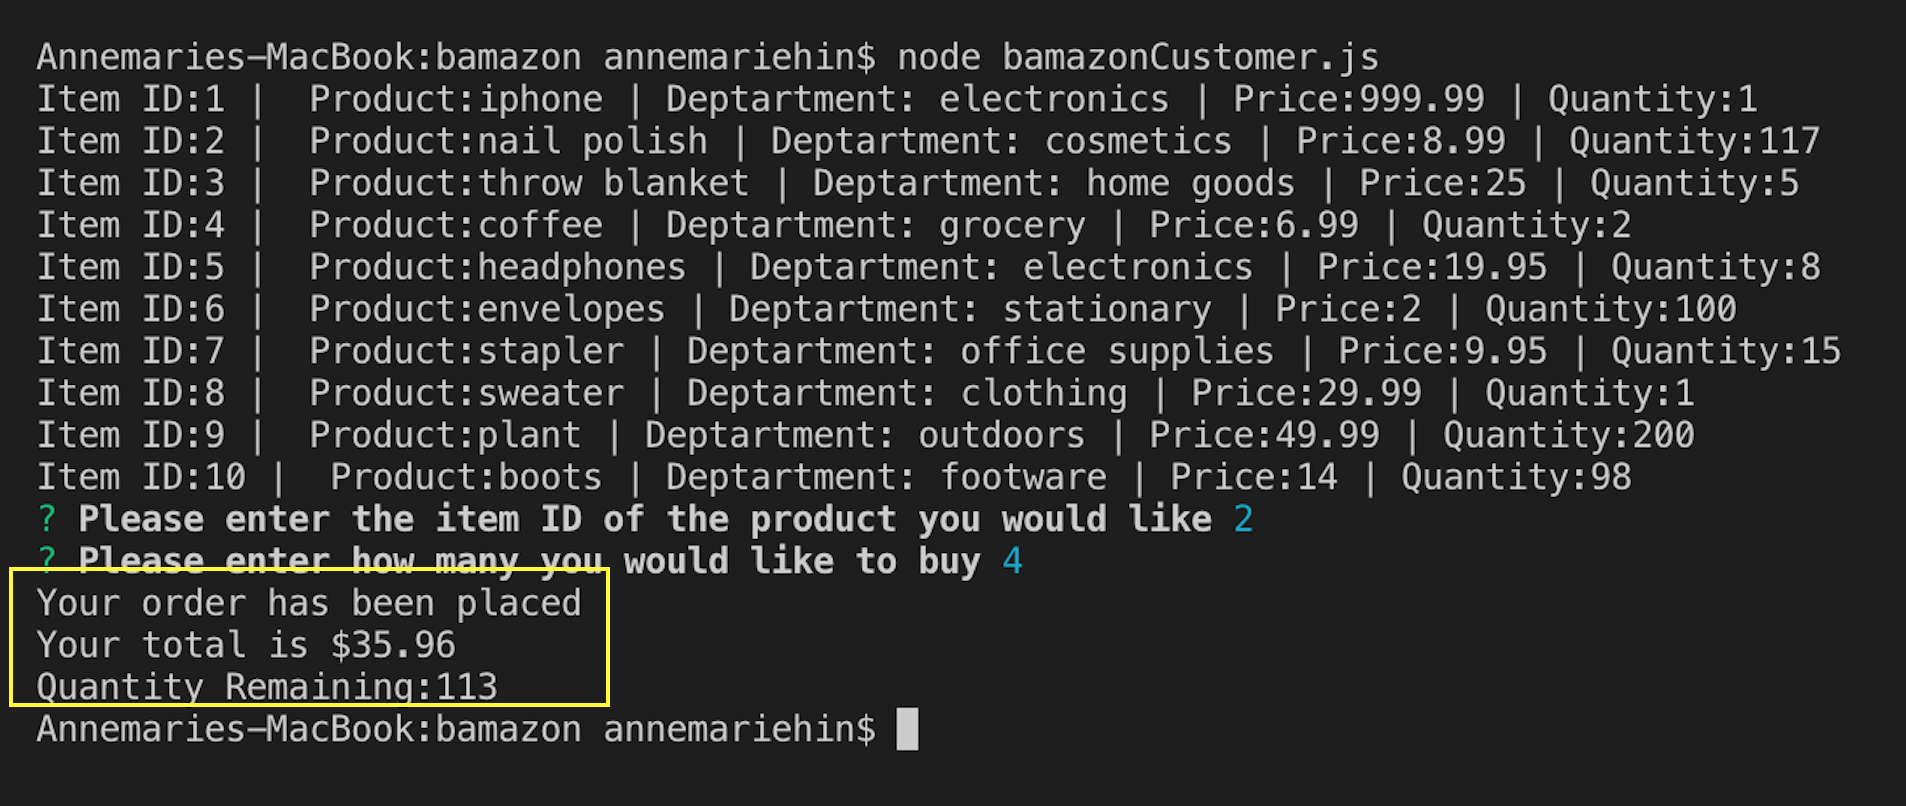 Annemaries-MacBook:bamazon annemariehin$ node bamazonCustomer.js
Item ID:1 |  Product:iphone | Deptartment: electronics | Price:999.99 | Quantity:1
Item ID:2 |  Product:nail polish | Deptartment: cosmetics | Price:8.99 | Quantity:117
Item ID:3 |  Product:throw blanket | Deptartment: home goods | Price:25 | Quantity:5
Item ID:4 |  Product:coffee | Deptartment: grocery | Price:6.99 | Quantity:2
Item ID:5 |  Product:headphones | Deptartment: electronics | Price:19.95 | Quantity:8
Item ID:6 |  Product:envelopes | Deptartment: stationary | Price:2 | Quantity:100
Item ID:7 |  Product:stapler | Deptartment: office supplies | Price:9.95 | Quantity:15
Item ID:8 |  Product:sweater | Deptartment: clothing | Price:29.99 | Quantity:1
Item ID:9 |  Product:plant | Deptartment: outdoors | Price:49.99 | Quantity:200
Item ID:10 |  Product:boots | Deptartment: footware | Price:14 | Quantity:98
? Please enter the item ID of the product you would like 2
? Please enter how many you would like to buy 4
Your order has been placed
Your total is $35.96
Quantity Remaining:113
Annemaries-MacBook:bamazon annemariehin$